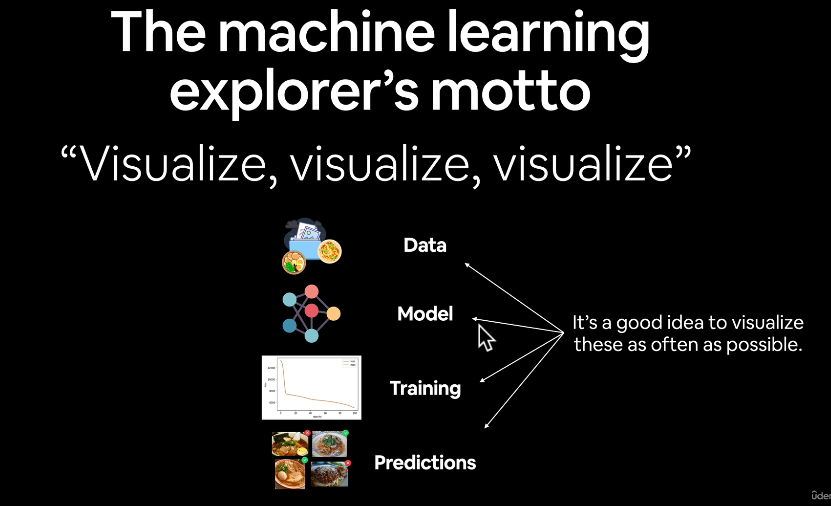 The machine learning
explorer's motto
“Visualize, visualize, visualize”
Data
Model
It's a good idea to visualize
these as often as possible.
Training
Predictions